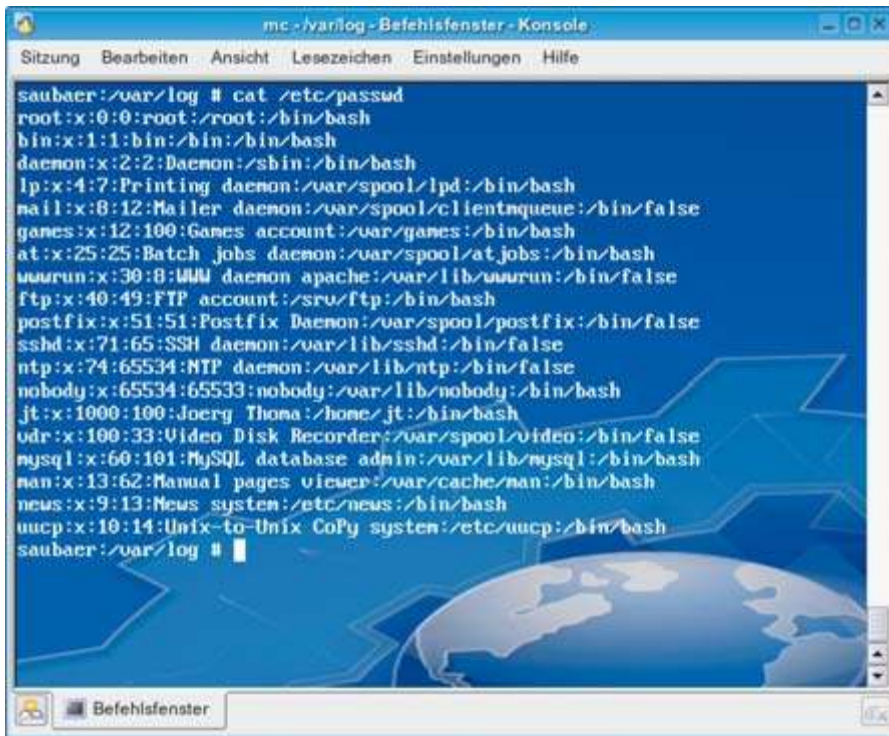 mc - /var/log - Befehlsfenster - Konsole
Sitzung Bearbeiten Ansicht Lesezeichen Einstellungen Hilfe
saubaer:/var/log # cat /etc/passwd
root:x:0:0:root:/root:/bin/bash
bin:x:1:1:bin:/bin:/bin/bash
daemon:x:2:2:Daemon:/sbin:/bin/bash
lp:x:4:7:Printing daemon:/var/spool/lpd:/bin/bash
mail:x:8:12:Mailer daemon:/var/spool/clientmqueue:/bin/false
games:x:12:100:Games account:/var/games:/bin/bash
at:x:25:25:Batch jobs daemon:/var/spool/atjobs:/bin/bash
wwwrun:x:30:8:WWW daemon apache:/var/lib/wwwrun:/bin/false
ftp:x:40:49:FTP account:/srv/ftp:/bin/bash
postfix:x:51:51:Postfix Daemon:/var/spool/postfix:/bin/false
sshd:x:71:65:SSH daemon:/var/lib/sshd:/bin/false
ntp:x:74:65534:NTP daemon:/var/lib/ntp:/bin/false
nobody:x:65534:65533:nobody:/var/lib/nobody:/bin/bash
jt:x:1000:100:Joerg Thoma:/home/jt:/bin/bash
vdr:x:100:33:Video Disk Recorder:/var/spool/video:/bin/false
mysql:x:60:101:MySQL database admin:/var/lib/mysql:/bin/bash
man:x:13:62:Manual pages viewer:/var/cache/man:/bin/bash
news:x:9:13:News system:/etc/news:/bin/bash
uucp:x:10:14:Unix-to-Unix CoPy system:/etc/uucp:/bin/bash
saubaer:/var/log #
Befehlsfenster